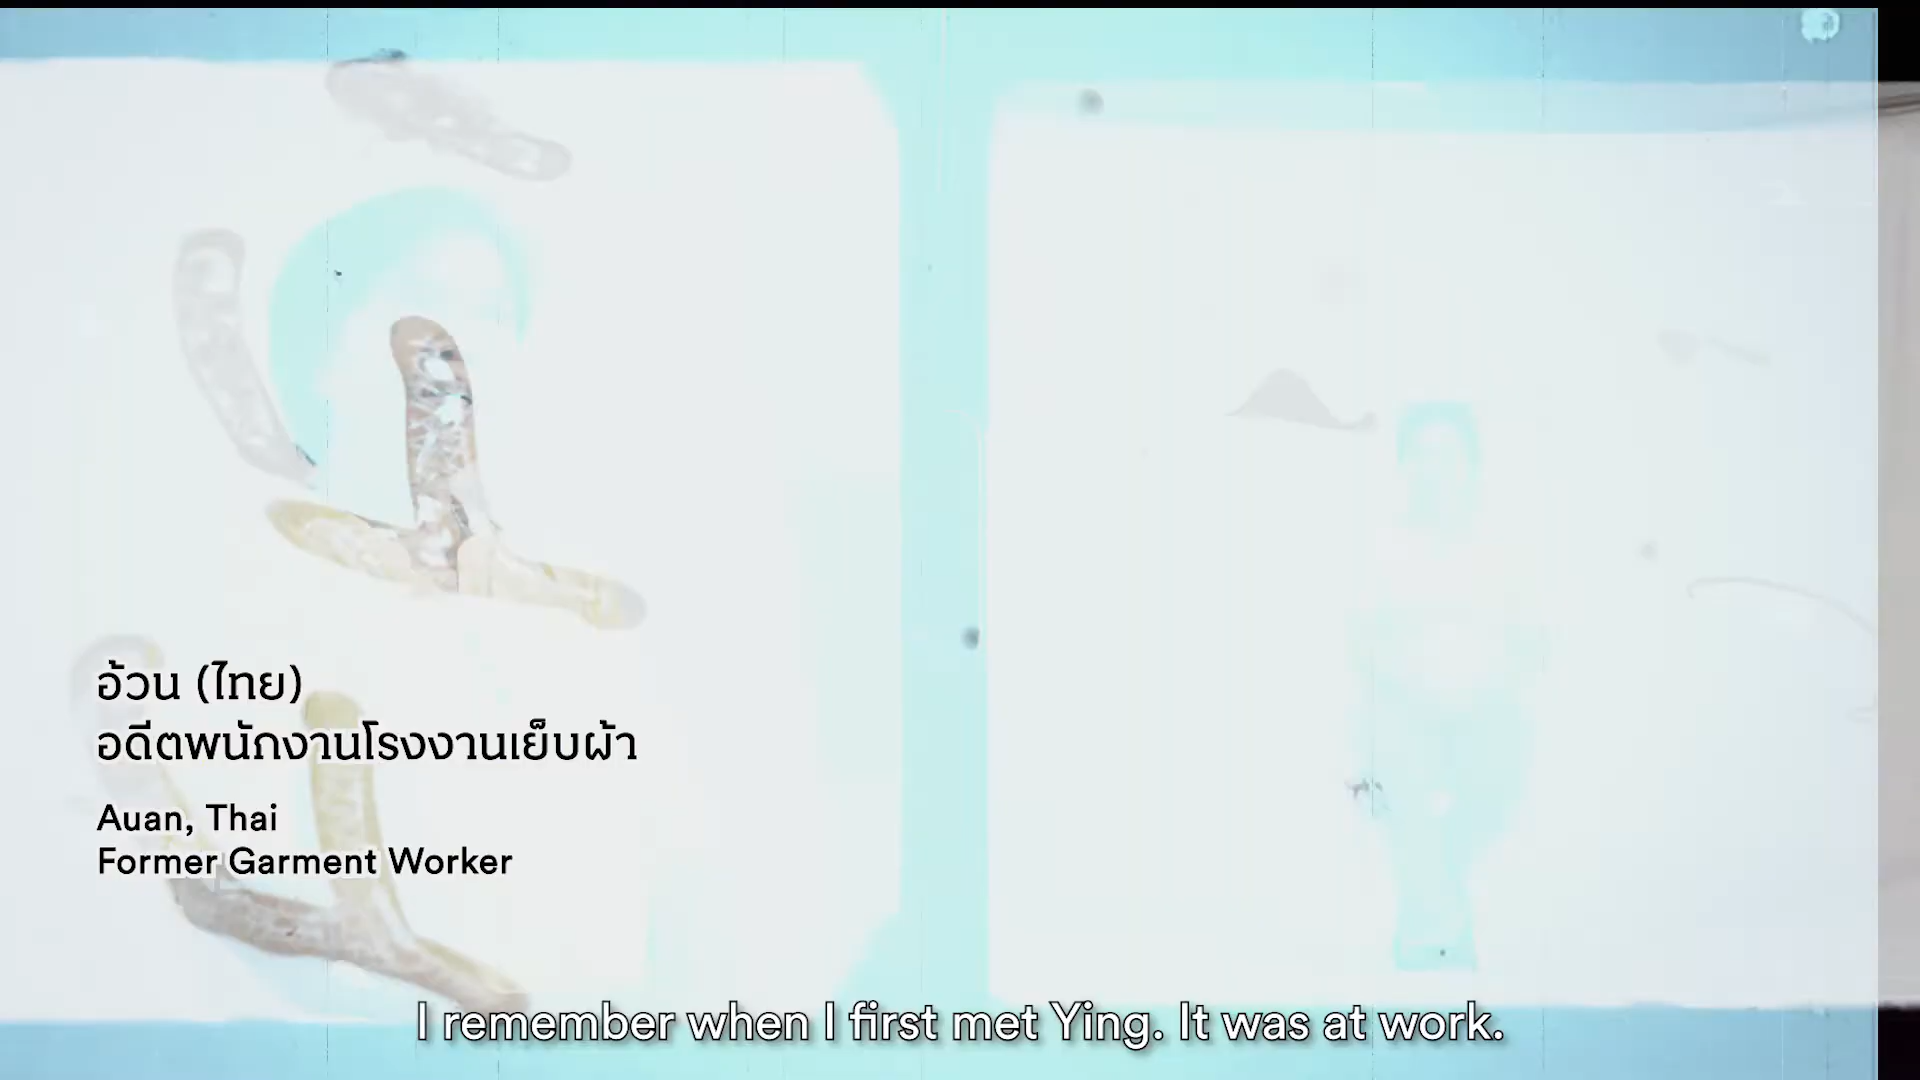 อ้วน (ไทย)
อดีตพนักงานโรงงานเย็บผ้า
Auan, Thai
Former Garment Worker
I remember when I first met Ying. It was at work.